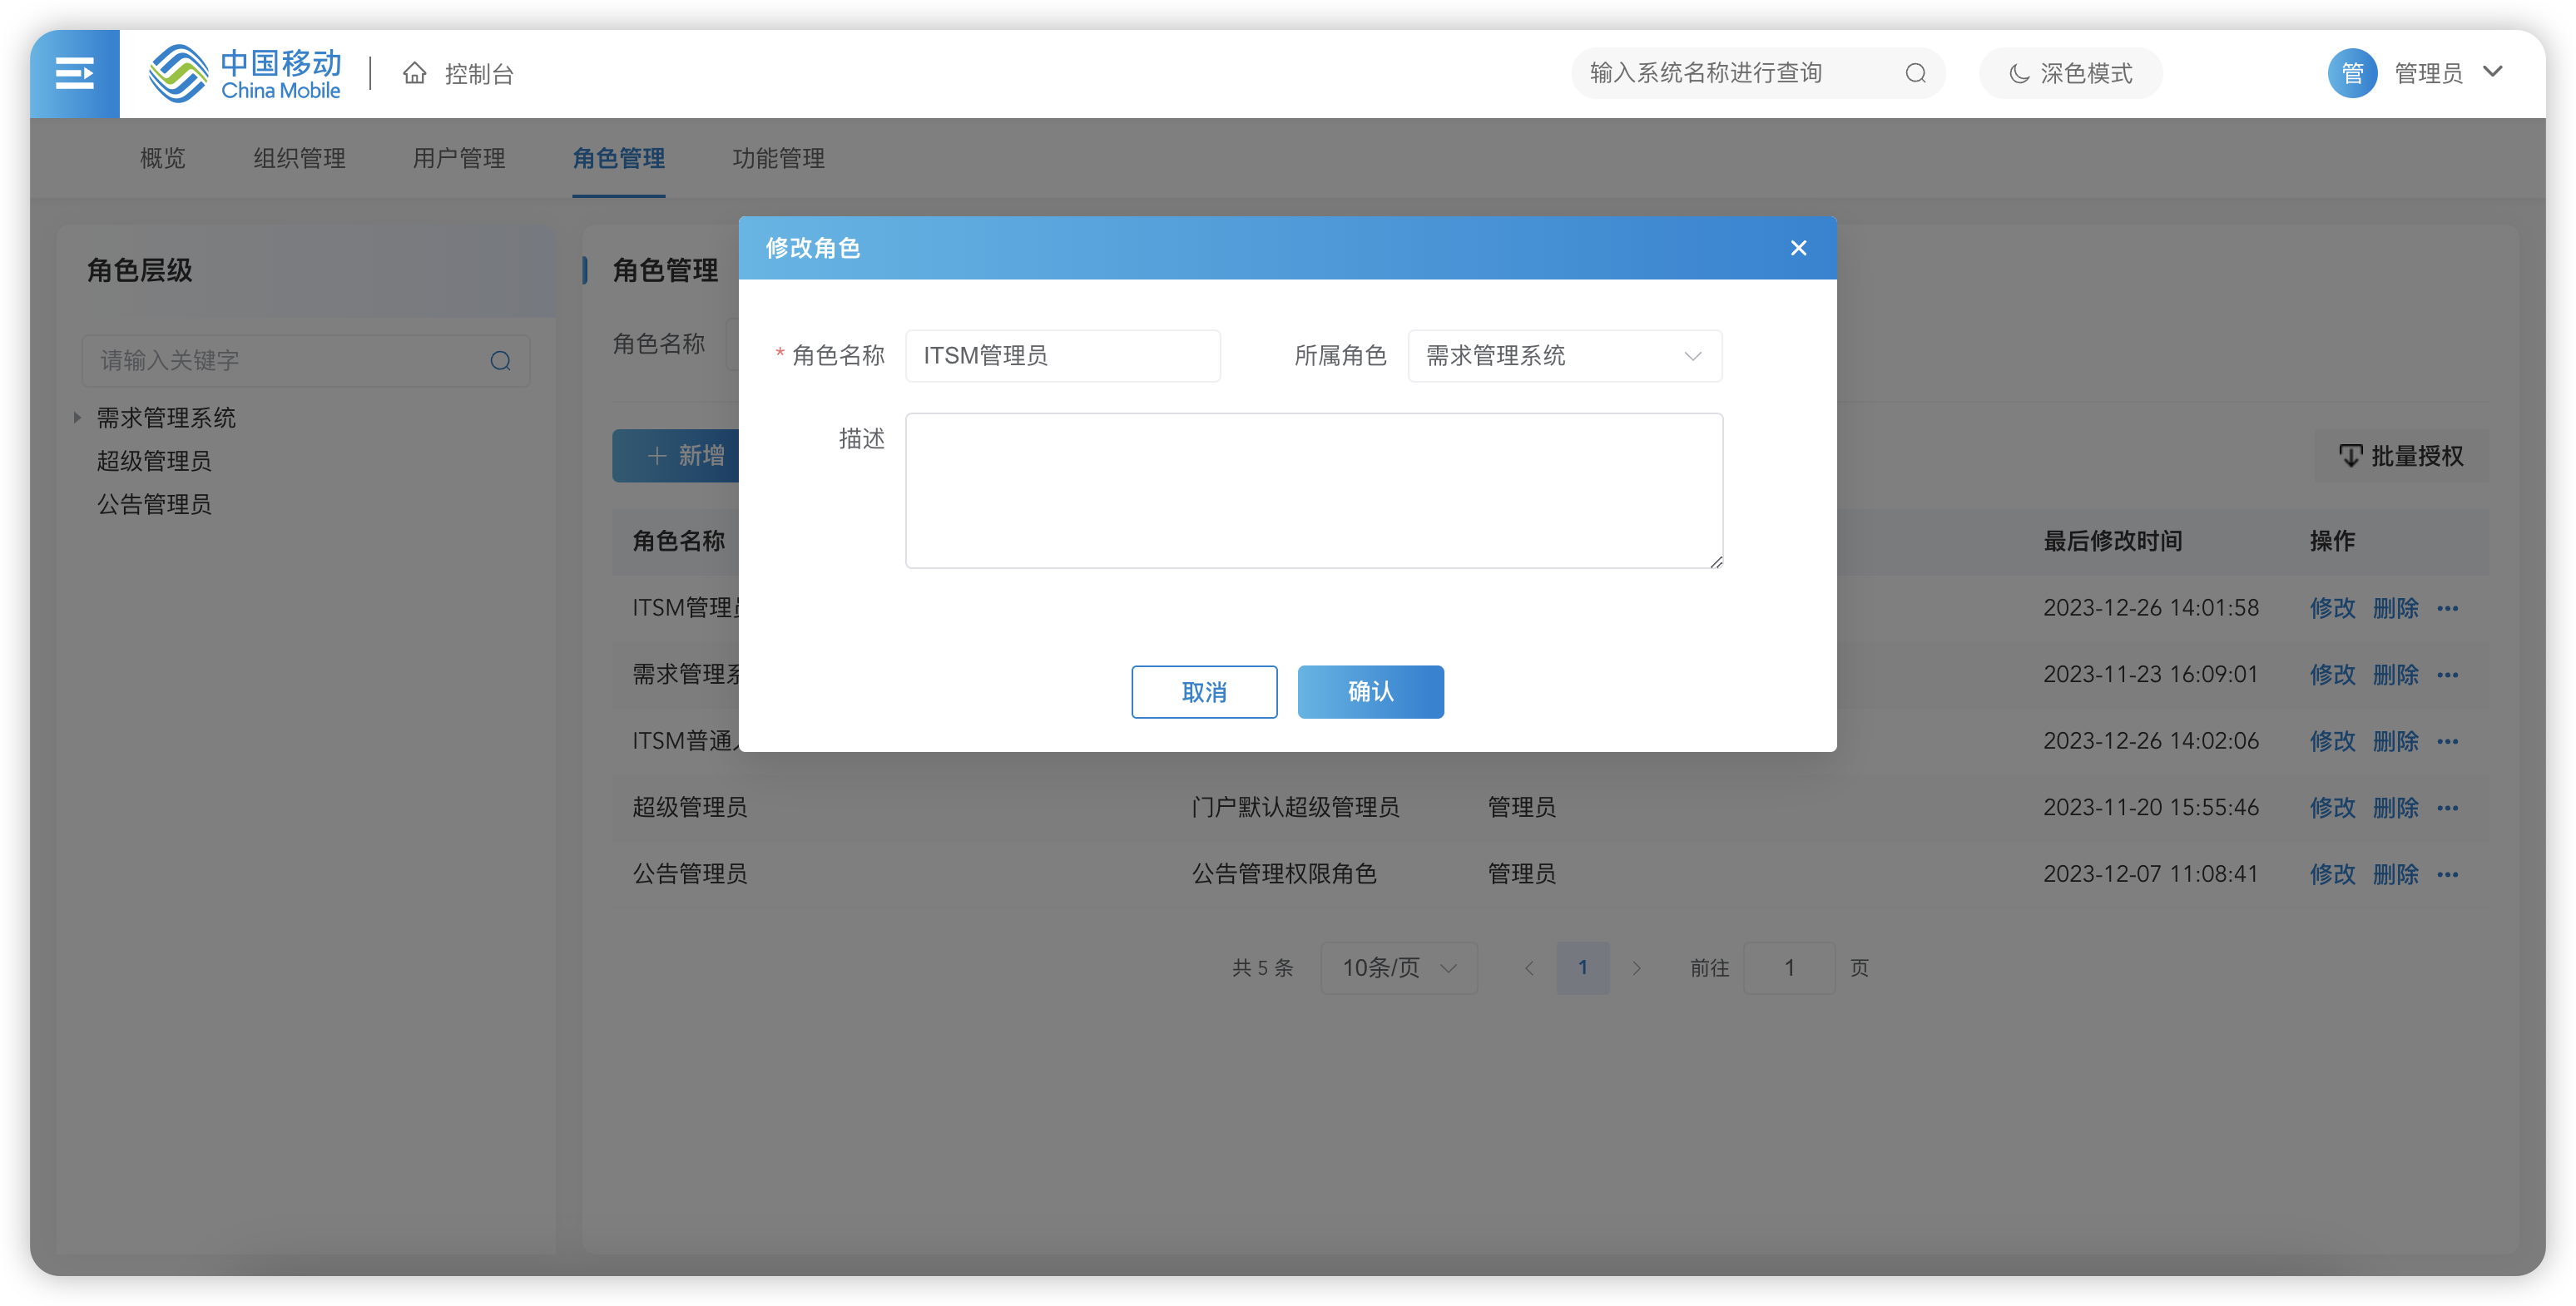 中国移动
China Mobile
控制台
输入系统名称进行查询
深色模式
管
管理员
概览
组织管理
用户管理
角色管理
功能管理
角色层级
请输入关键字
需求管理系统
超级管理员
公告管理员
角色管理
角色名称
新增
批量授权
修改角色
* 角色名称
ITSM管理员
所属角色
需求管理系统
描述
取消
确认
角色名称 最后修改时间 操作
ITSM管理 2023-12-26 14:01:58 修改 删除 •••
需求管理 2023-11-23 16:09:01 修改 删除 •••
ITSM普通 2023-12-26 14:02:06 修改 删除 •••
超级管理员 门户默认超级管理员 管理员 2023-11-20 15:55:46 修改 删除 •••
公告管理员 公告管理权限角色 管理员 2023-12-07 11:08:41 修改 删除 •••
共 5 条 10条/页 1 前往 1 页